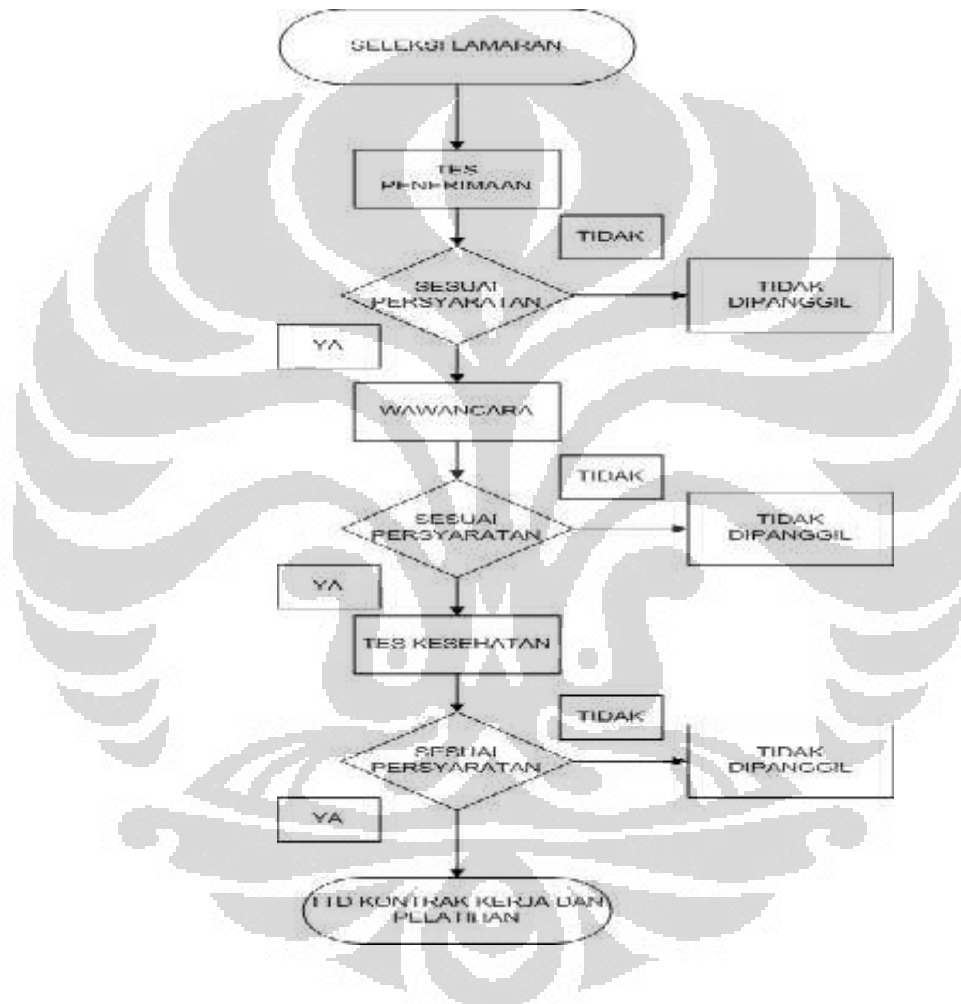 SELEKSI LAMARAN
TES
PENERIMAAN
TIDAK
SESUAI
PERSYARATAN
TIDAK
DIPANGGIL
YA
WAWANCARA
TIDAK
SESUAI
PERSYARATAN
TIDAK
DIPANGGIL
YA
TES KESEHATAN
TIDAK
SESUAI
PERSYARATAN
TIDAK
DIPANGGIL
YA
TTD KONTRAK KERJA DAN
PELATIHAN